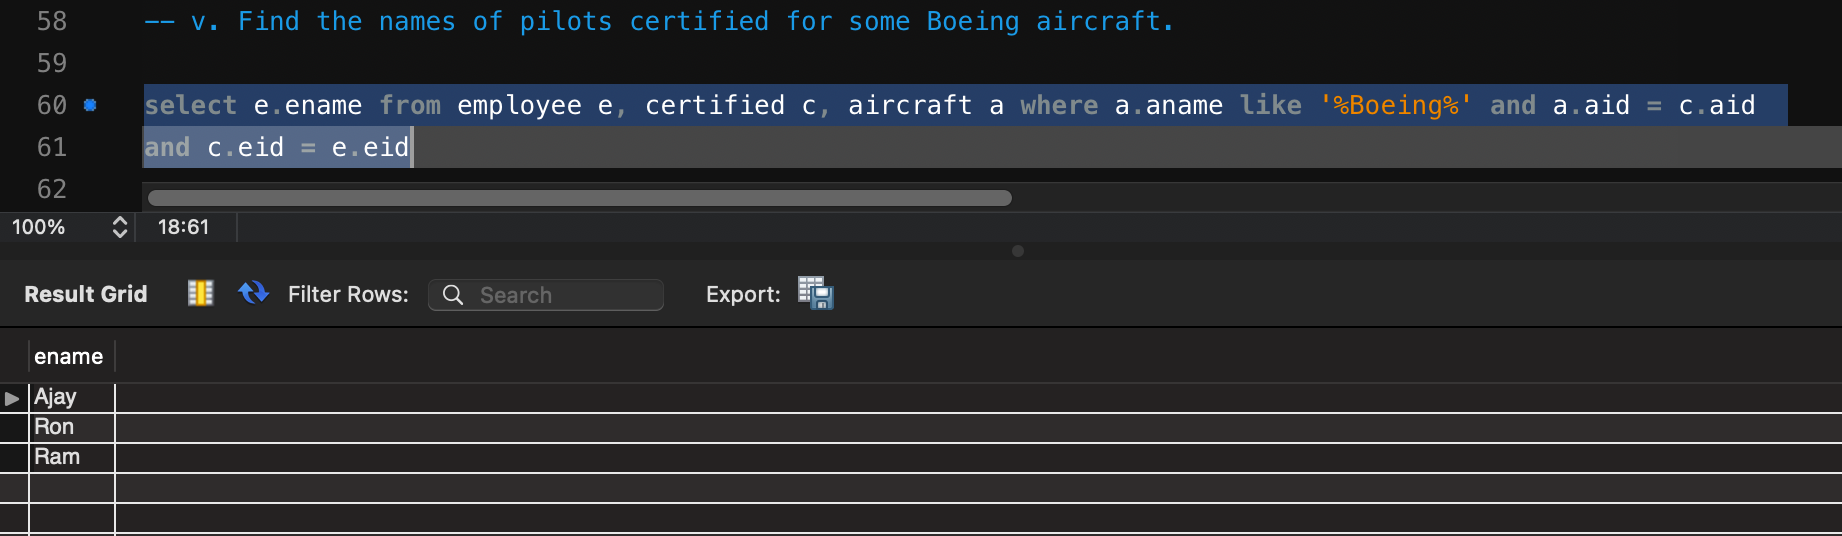 58 -- v. Find the names of pilots certified for some Boeing aircraft.
59
60 select e.ename from employee e, certified c, aircraft a where a.aname like '%Boeing%' and a.aid = c.aid
61 and c.eid = e.eid
62
100% 18:61
Result Grid Filter Rows: Search Export:
ename
Ajay
Ron
Ram